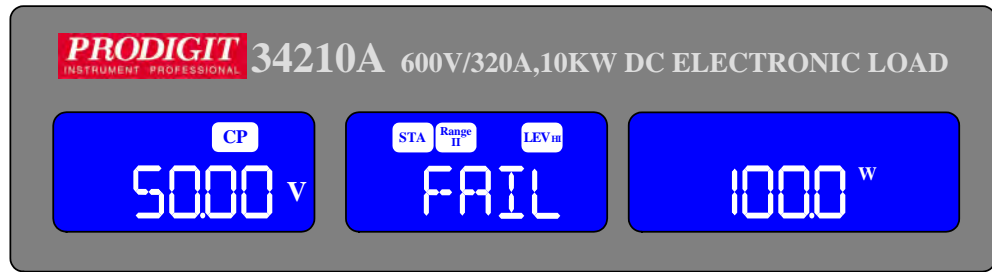 PRODIGIT
INSTRUMENT PROFESSIONAL
34210A 600V/320A,10KW DC ELECTRONIC LOAD
CP
50.00 V
STA Range II LEV HI
FAIL
100.0 W